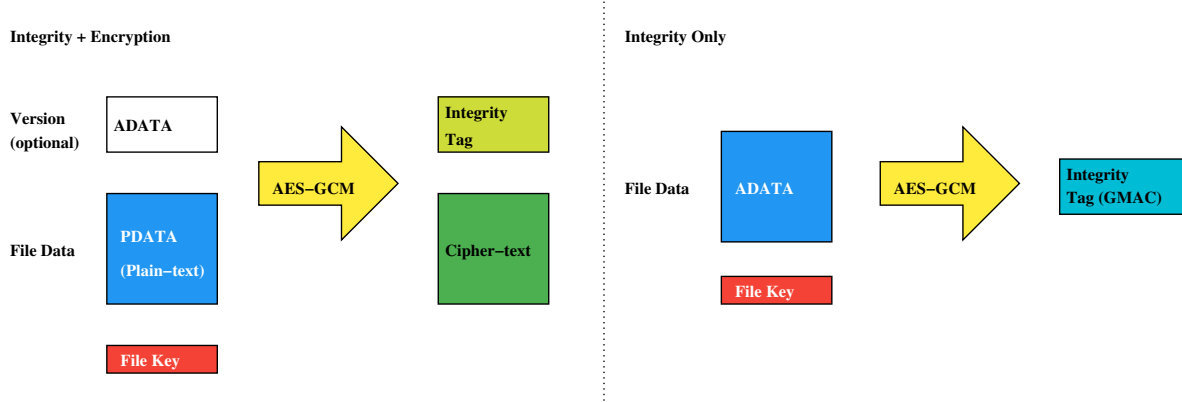 Integrity + Encryption
Version
(optional)
ADATA
AES−GCM
Integrity
Tag
File Data
PDATA
(Plain−text)
Cipher−text
File Key
Integrity Only
File Data
ADATA
AES−GCM
Integrity
Tag (GMAC)
File Key